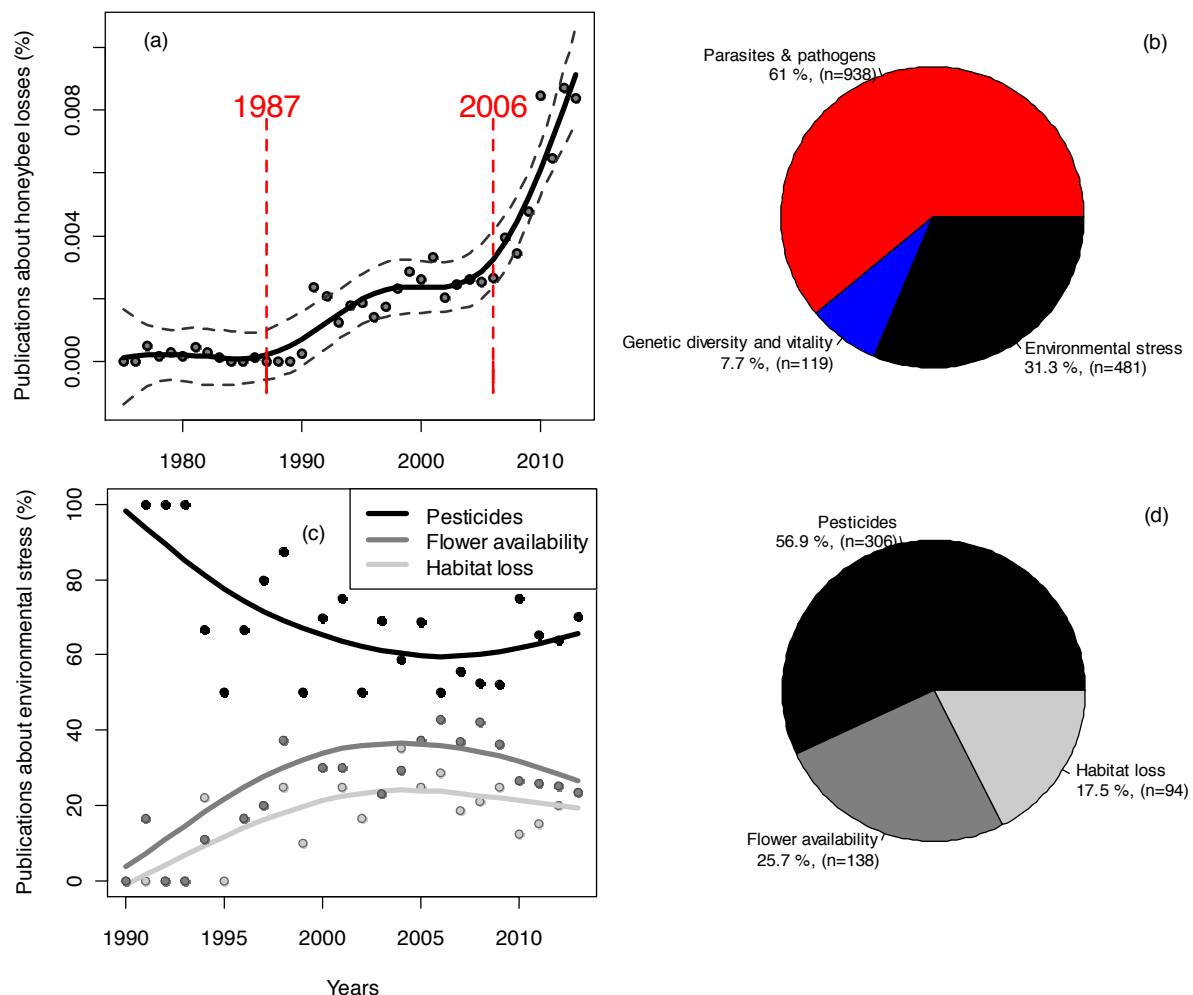 (a)
Publications about honeybee losses (%)
0.000
0.004
0.008
1987
2006
1980
1990
2000
2010
(b)
Parasites & pathogens
61 %, (n=938)
Genetic diversity and vitality
7.7 %, (n=119)
Environmental stress
31.3 %, (n=481)
(c)
Publications about environmental stress (%)
0
20
40
60
80
100
Pesticides
Flower availability
Habitat loss
1990
1995
2000
2005
2010
Years
(d)
Pesticides
56.9 %, (n=306)
Habitat loss
17.5 %, (n=94)
Flower availability
25.7 %, (n=138)